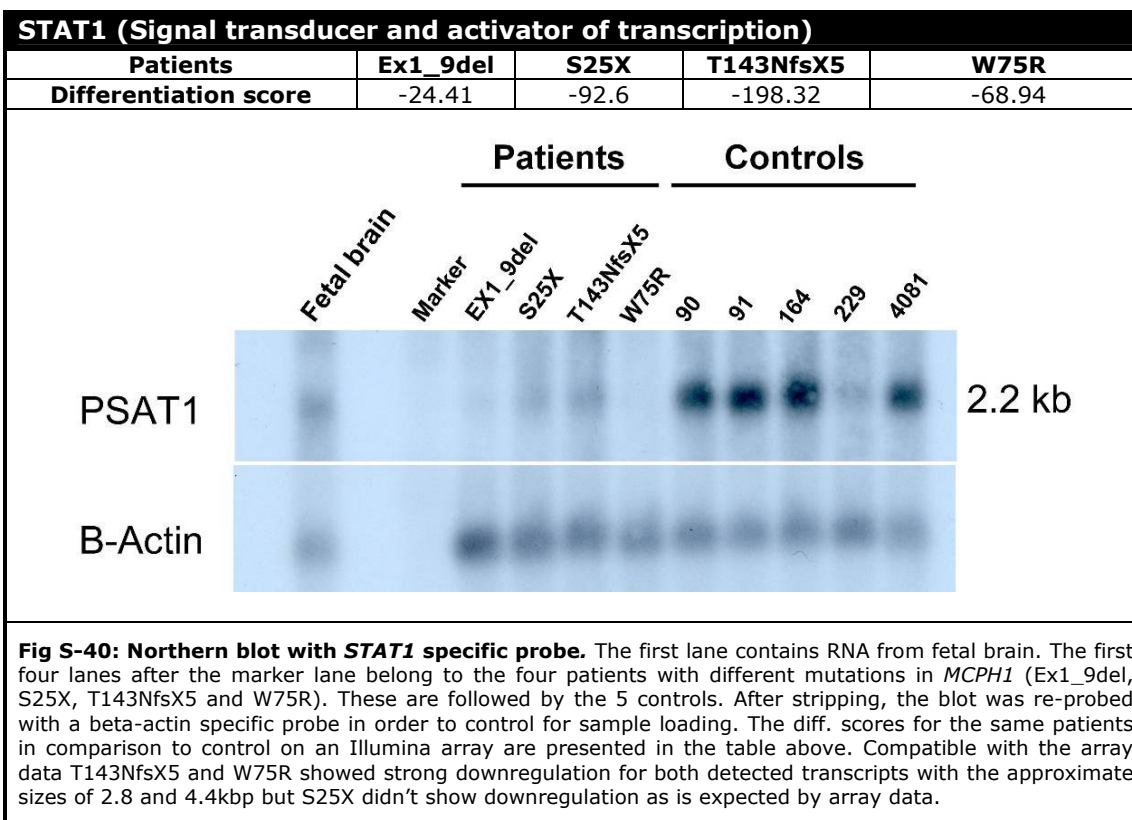 STAT1 (Signal transducer and activator of transcription)
Patients Ex1_9del S25X T143NfsX5 W75R
Differentiation score -24.41 -92.6 -198.32 -68.94
Patients Controls
Fetal brain Marker EX1_9del S25X T143NfsX5 W75R 90 91 164 229 4081
PSAT1 2.2 kb
B-Actin
Fig S-40: Northern blot with STAT1 specific probe. The first lane contains RNA from fetal brain. The first
four lanes after the marker lane belong to the four patients with different mutations in MCPH1 (Ex1_9del,
S25X, T143NfsX5 and W75R). These are followed by the 5 controls. After stripping, the blot was re-probed
with a beta-actin specific probe in order to control for sample loading. The diff. scores for the same patients
in comparison to control on an Illumina array are presented in the table above. Compatible with the array
data T143NfsX5 and W75R showed strong downregulation for both detected transcripts with the approximate
sizes of 2.8 and 4.4kbp but S25X didn't show downregulation as is expected by array data.